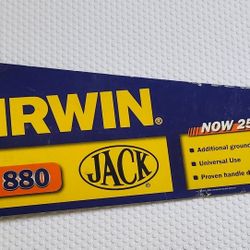 IRWIN®
NOW 25
880
JACK
®
Additional ground
Universal Use
Proven handle d